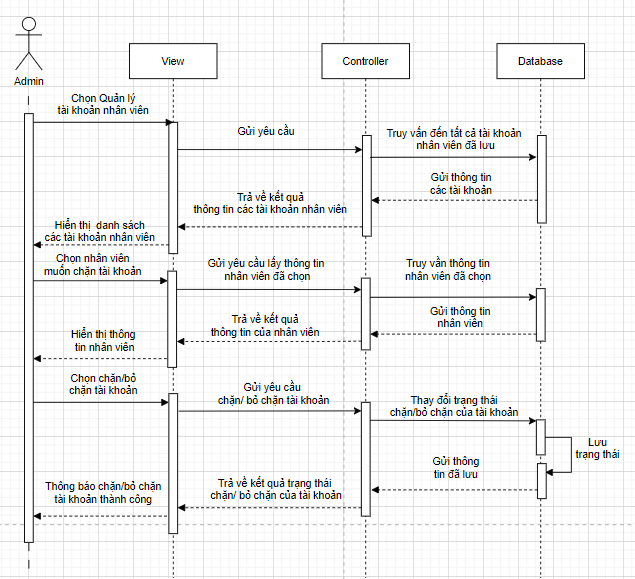 View
Controller
Database
Admin
Chọn Quản lý
tài khoản nhân viên
Gửi yêu cầu
Truy vấn đến tất cả tài khoản
nhân viên đã lưu
Gửi thông tin
các tài khoản
Trả về kết quả
thông tin các tài khoản nhân viên
Hiển thị danh sách
các tài khoản nhân viên
Chọn nhân viên
muốn chặn tài khoản
Gửi yêu cầu lấy thông tin
nhân viên đã chọn
Truy vấn thông tin
nhân viên đã chọn
Gửi thông tin
nhân viên
Trả về kết quả
thông tin của nhân viên
Hiển thị thông
tin nhân viên
Chọn chặn/bỏ
chặn tài khoản
Gửi yêu cầu
chặn/ bỏ chặn tài khoản
Thay đổi trạng thái
chặn/bỏ chặn của tài khoản
Lưu
trạng thái
Gửi thông
tin đã lưu
Trả về kết quả trạng thái
chặn/ bỏ chặn của tài khoản
Thông báo chặn/bỏ chặn
tài khoản thành công